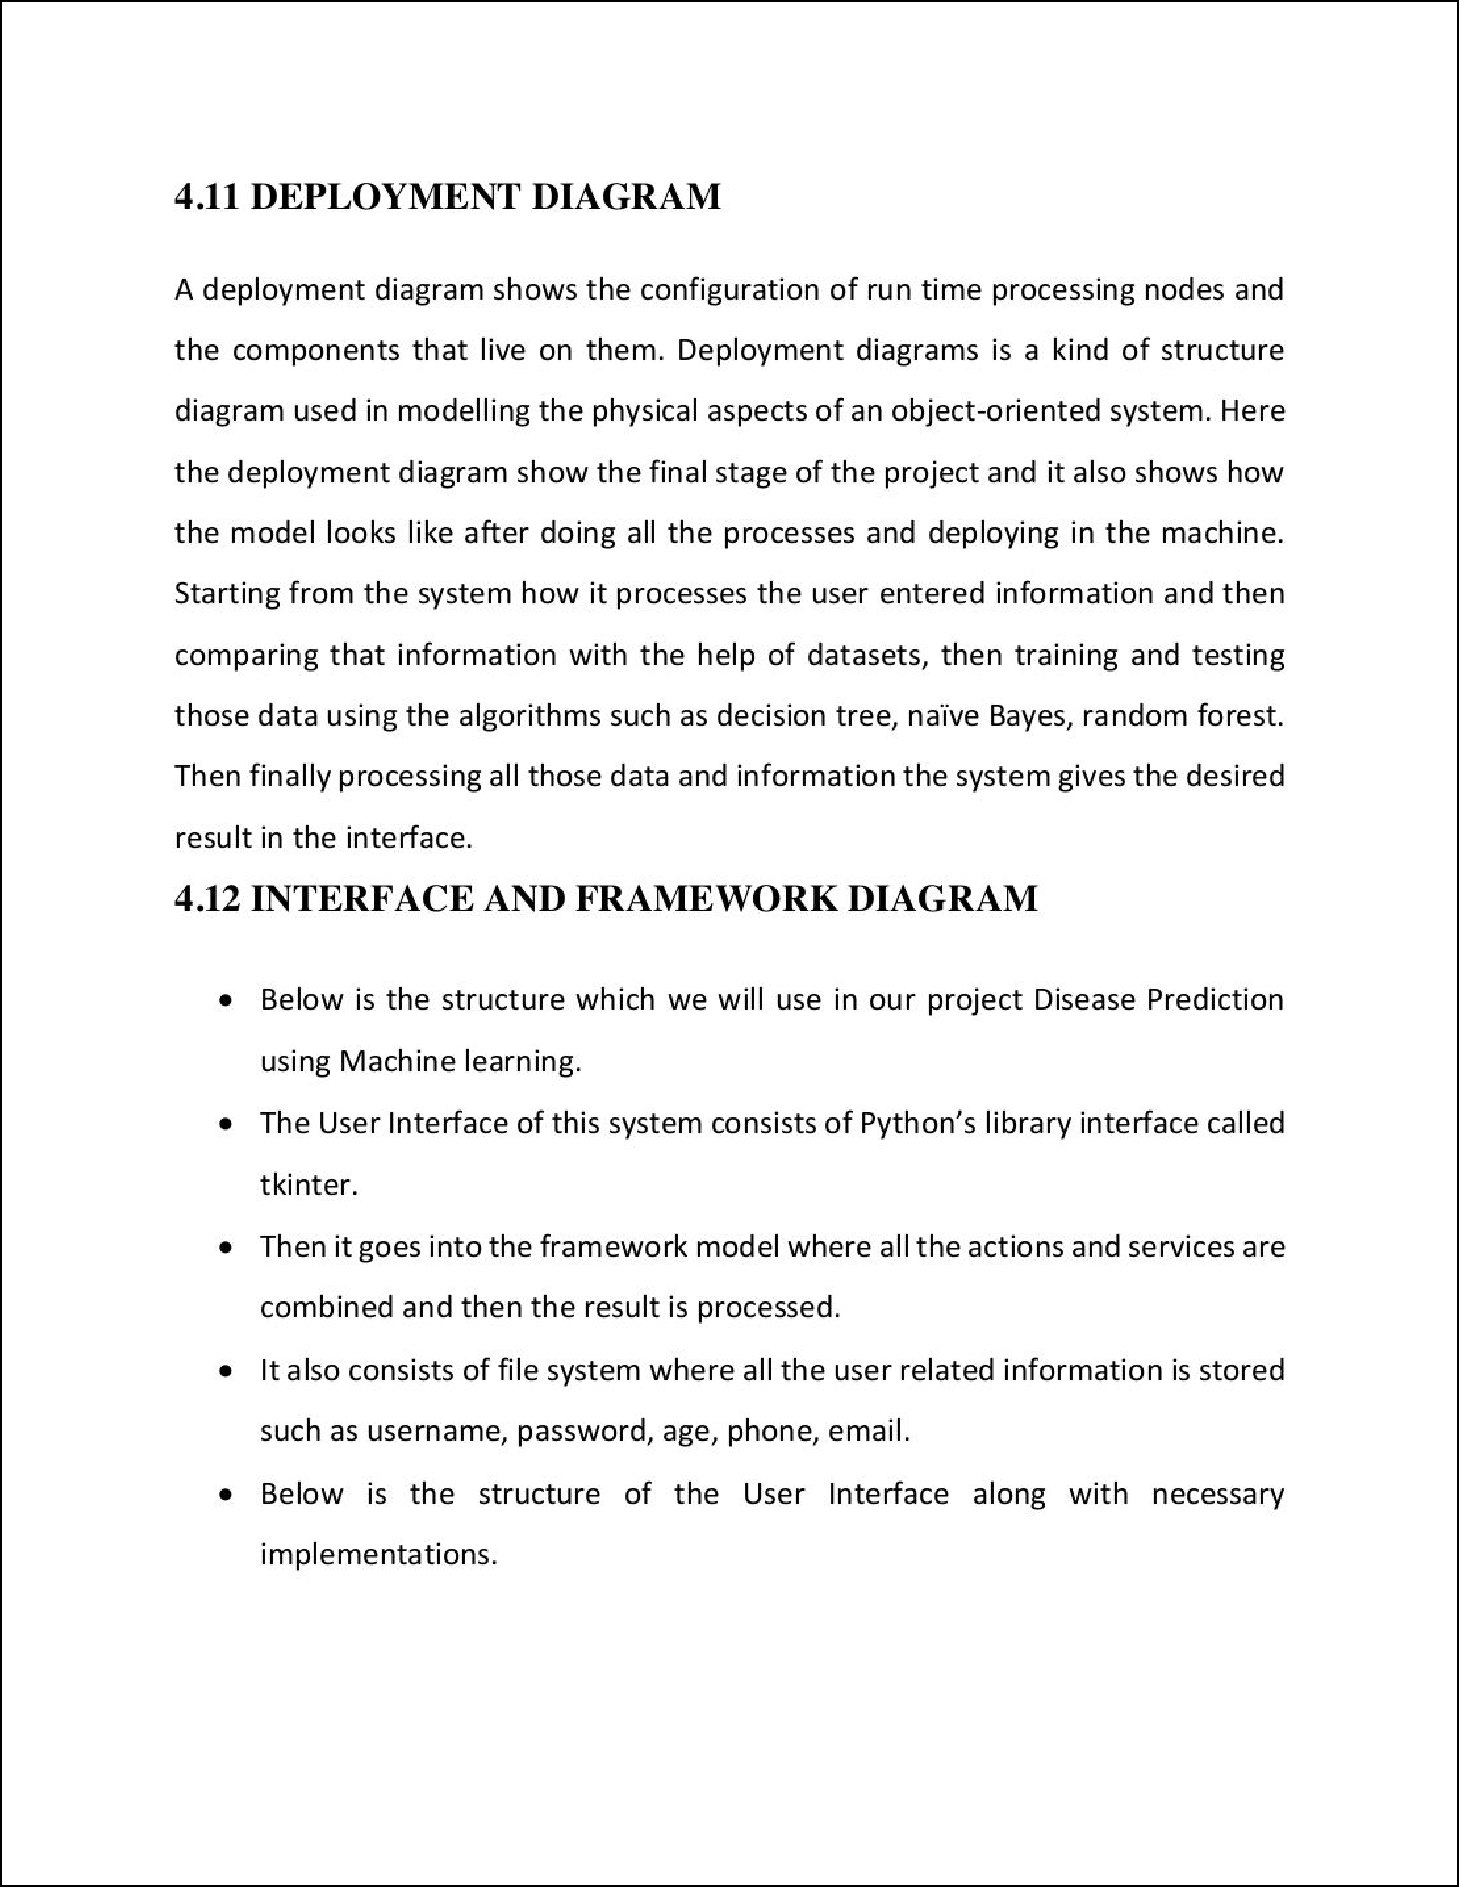 4.11 DEPLOYMENT DIAGRAM
A deployment diagram shows the configuration of run time processing nodes and
the components that live on them. Deployment diagrams is a kind of structure
diagram used in modelling the physical aspects of an object-oriented system. Here
the deployment diagram show the final stage of the project and it also shows how
the model looks like after doing all the processes and deploying in the machine.
Starting from the system how it processes the user entered information and then
comparing that information with the help of datasets, then training and testing
those data using the algorithms such as decision tree, naïve Bayes, random forest.
Then finally processing all those data and information the system gives the desired
result in the interface.
4.12 INTERFACE AND FRAMEWORK DIAGRAM
• Below is the structure which we will use in our project Disease Prediction
using Machine learning.
• The User Interface of this system consists of Python’s library interface called
tkinter.
• Then it goes into the framework model where all the actions and services are
combined and then the result is processed.
• It also consists of file system where all the user related information is stored
such as username, password, age, phone, email.
• Below is the structure of the User Interface along with necessary
implementations.